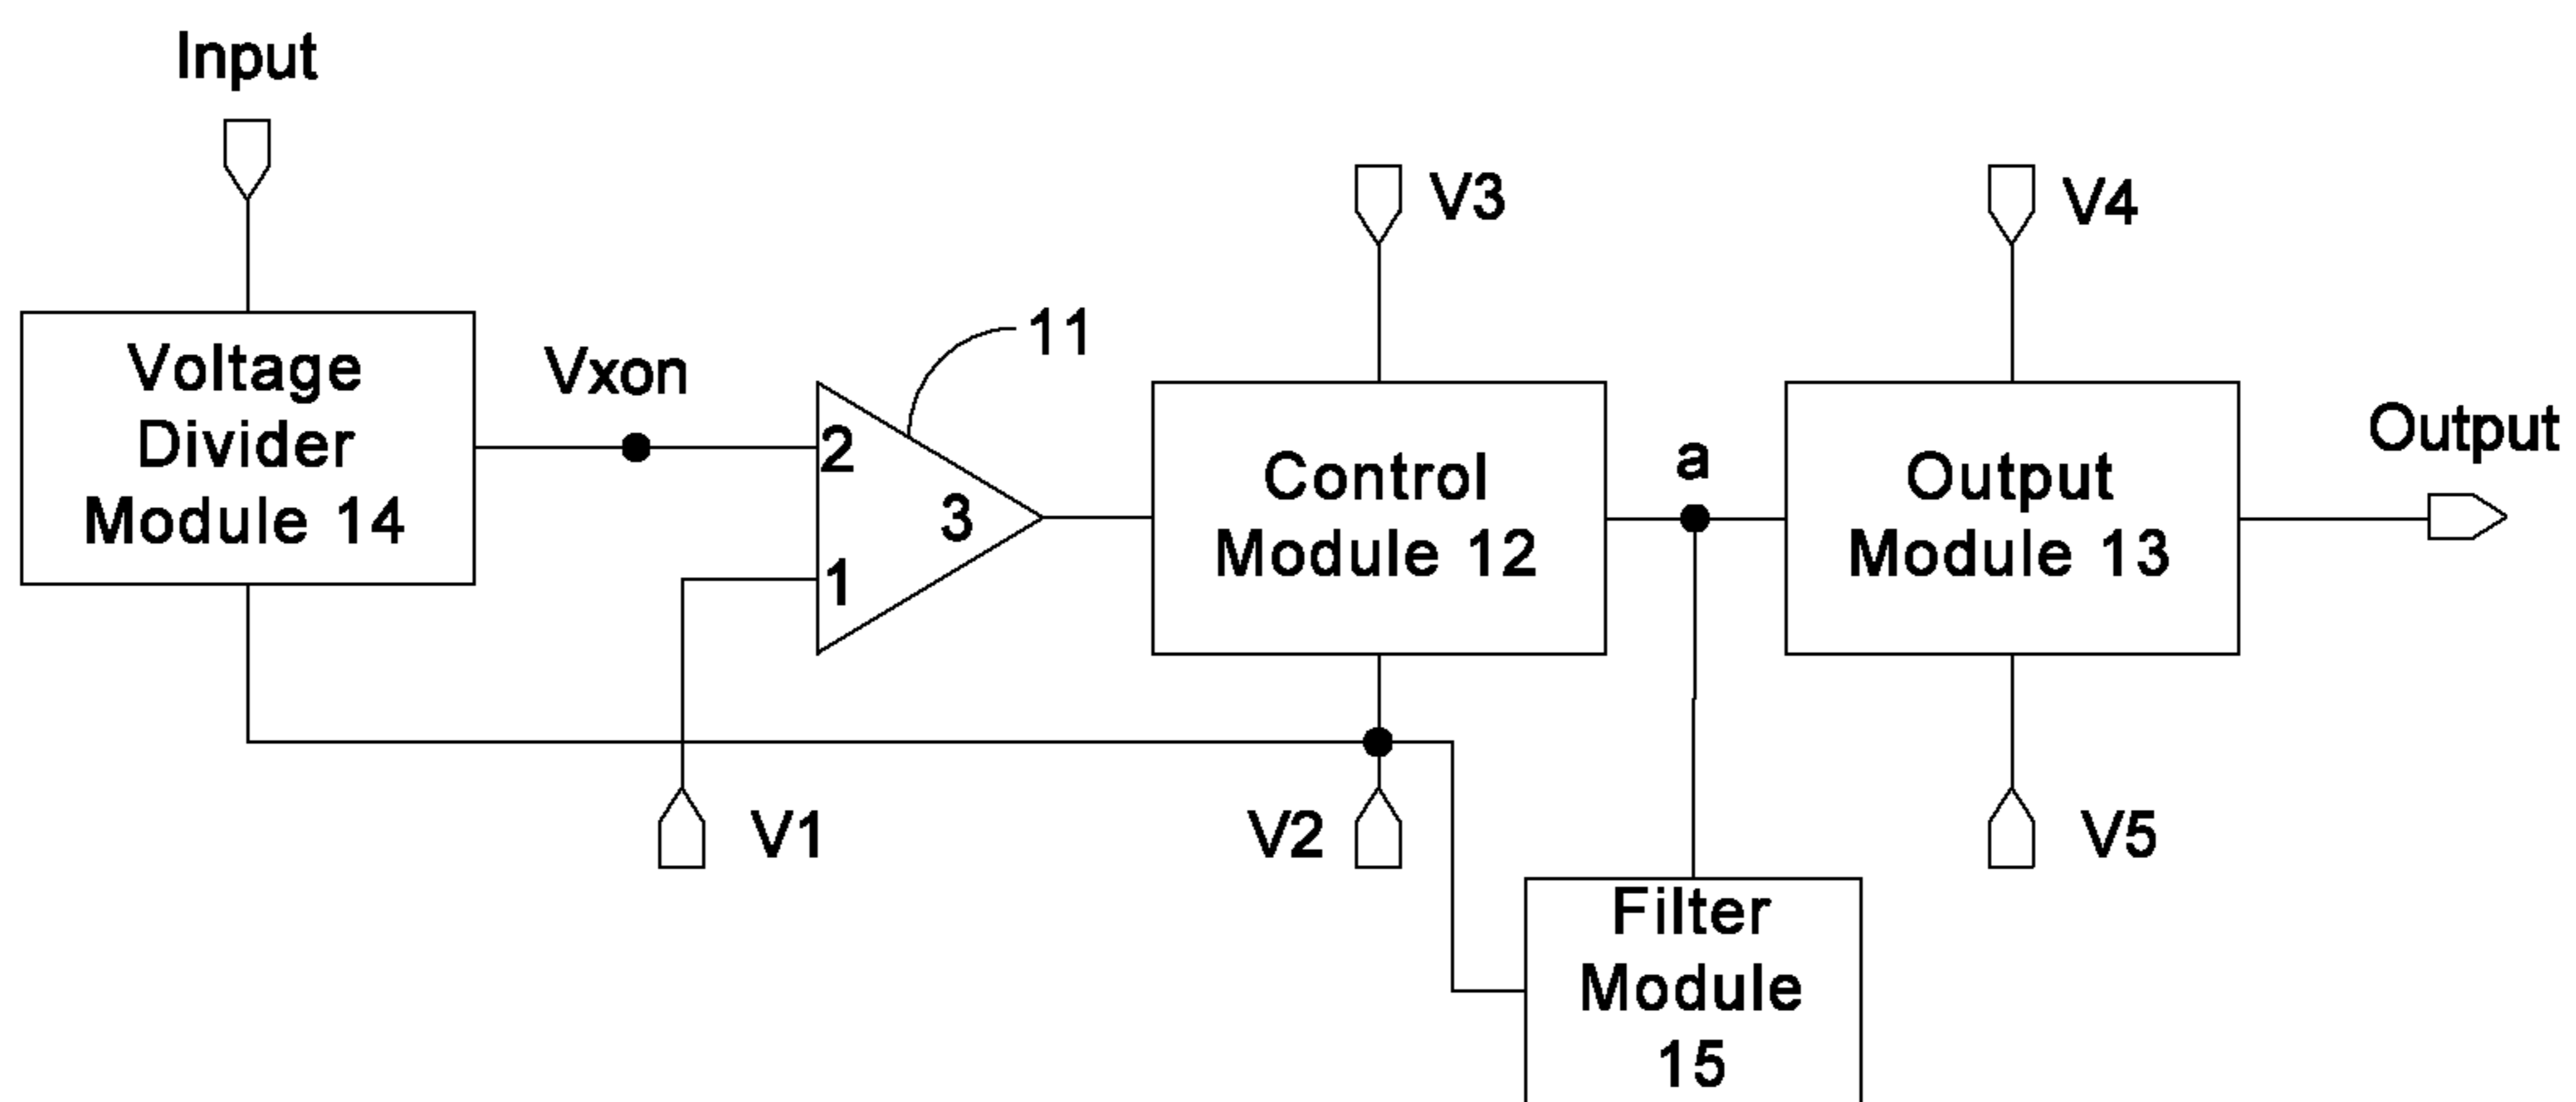 Input
V3
V4
11
Voltage
Divider
Module 14
Vxon
2
3
1
Control
Module 12
a
Output
Module 13
Output
V1
V2
V5
Filter
Module
15